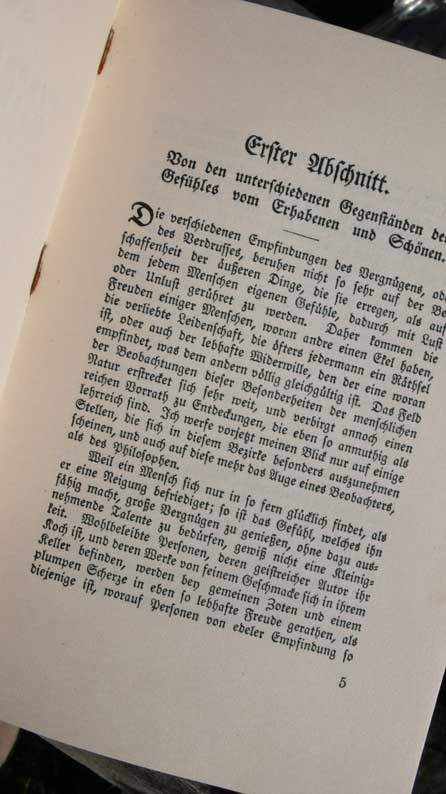 Erster Abschnitt.
Von den unterschiedenen Gegenständen des
Gefühles vom Erhabenen und Schönen.
Die verschiedenen Empfindungen des Vergnügens, od
des Verdrusses, beruhen nicht so sehr auf der Be
schaffenheit der äußeren Dinge, die sie erregen, als auf
dem jedem Menschen eigenen Gefühle, dadurch mit Lust
oder Unlust gerühret zu werden. Daher kommen die
Freuden einiger Menschen, woran andre einen Ekel haben,
die verliebte Leidenschaft, die öfters jedermann ein Räthsel
ist, oder auch der lebhafte Widerwille, den der eine woran
empfindet, was dem andern völlig gleichgültig ist. Das Feld
der Beobachtungen dieser Besonderheiten der menschlichen
Natur erstrecket sich sehr weit, und verbirgt annoch einen
reichen Vorrath zu Entdeckungen, die eben so anmuthig als
lehrreich sind. Ich werfe vorjetzt meinen Blick nur auf einige
Stellen, die sich in diesem Bezirke besonders auszunehmen
scheinen, und auch auf diese mehr das Auge eines Beobachters,
als des Philosophen.
Weil ein Mensch sich nur in so fern glücklich findet, als
er eine Neigung befriediget; so ist das Gefühl, welches ihn
fähig macht, große Vergnügen zu genießen, ohne dazu aus-
nehmende Talente zu bedürfen, gewiß nicht eine Kleinig-
keit. Wohlbeleibte Personen, deren geistreicher Autor ihr
Koch ist, und deren Werke von feinem Geschmacke sich in ihrem
Keller befinden, werden bey gemeinen Zoten und einem
plumpen Scherze in eben so lebhafte Freude gerathen, als
diejenige ist, worauf Personen von edeler Empfindung so
5